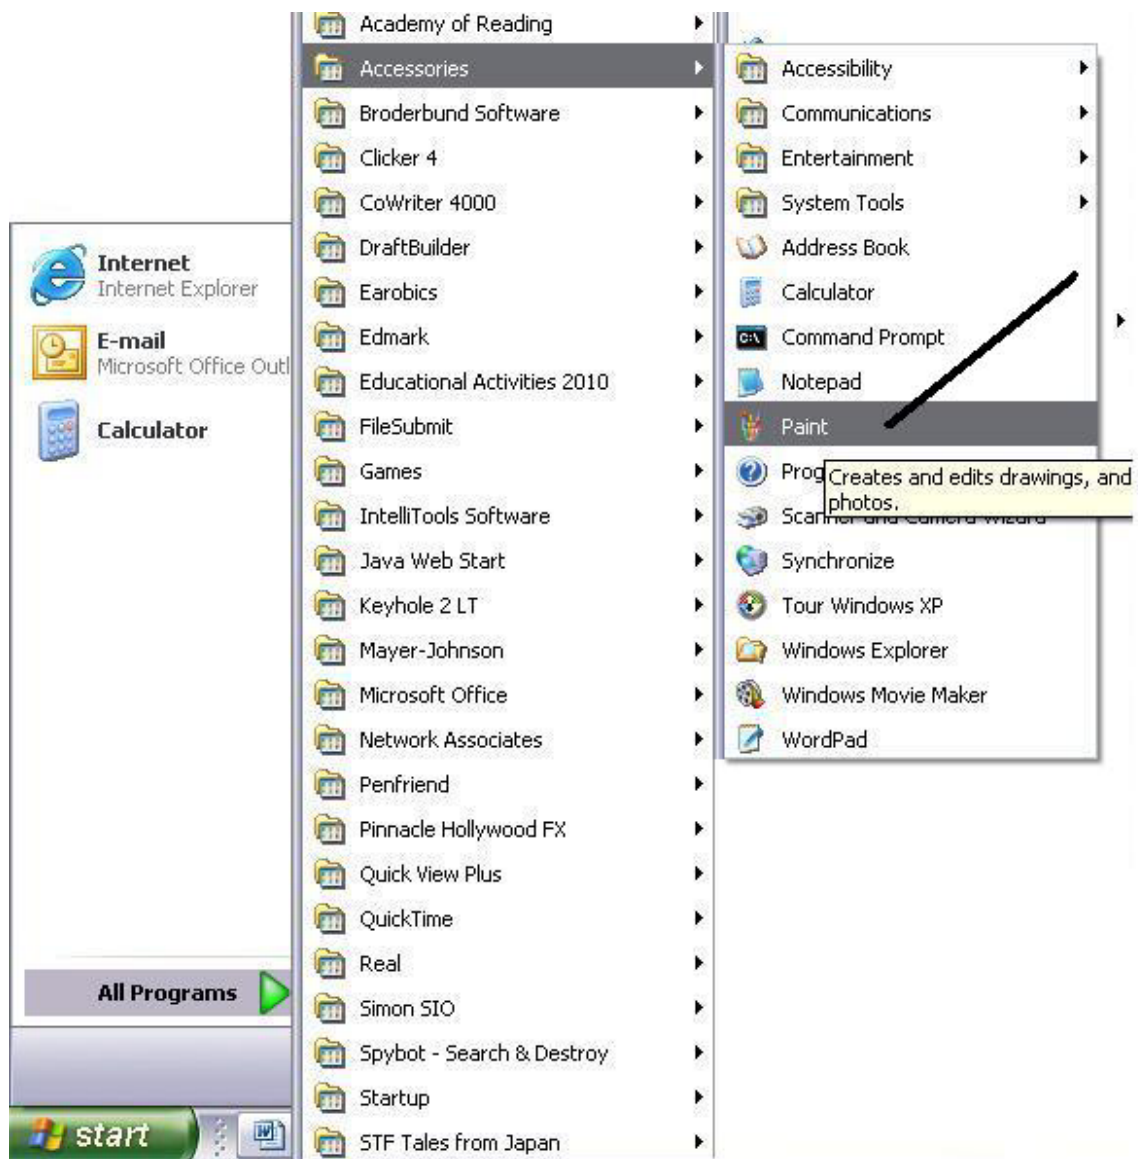 Internet
Internet Explorer
E-mail
Microsoft Office Outl
Calculator
All Programs
start
Academy of Reading
Accessories
Broderbund Software
Clicker 4
CoWriter 4000
DraftBuilder
Earobics
Edmark
Educational Activities 2010
FileSubmit
Games
IntelliTools Software
Java Web Start
Keyhole 2 LT
Mayer-Johnson
Microsoft Office
Network Associates
Penfriend
Pinnacle Hollywood FX
Quick View Plus
QuickTime
Real
Simon SIO
Spybot - Search & Destroy
Startup
STF Tales from Japan
Accessibility
Communications
Entertainment
System Tools
Address Book
Calculator
Command Prompt
Notepad
Paint
Prog
Creates and edits drawings, and
photos.
Scanner and Camera Wizard
Synchronize
Tour Windows XP
Windows Explorer
Windows Movie Maker
WordPad